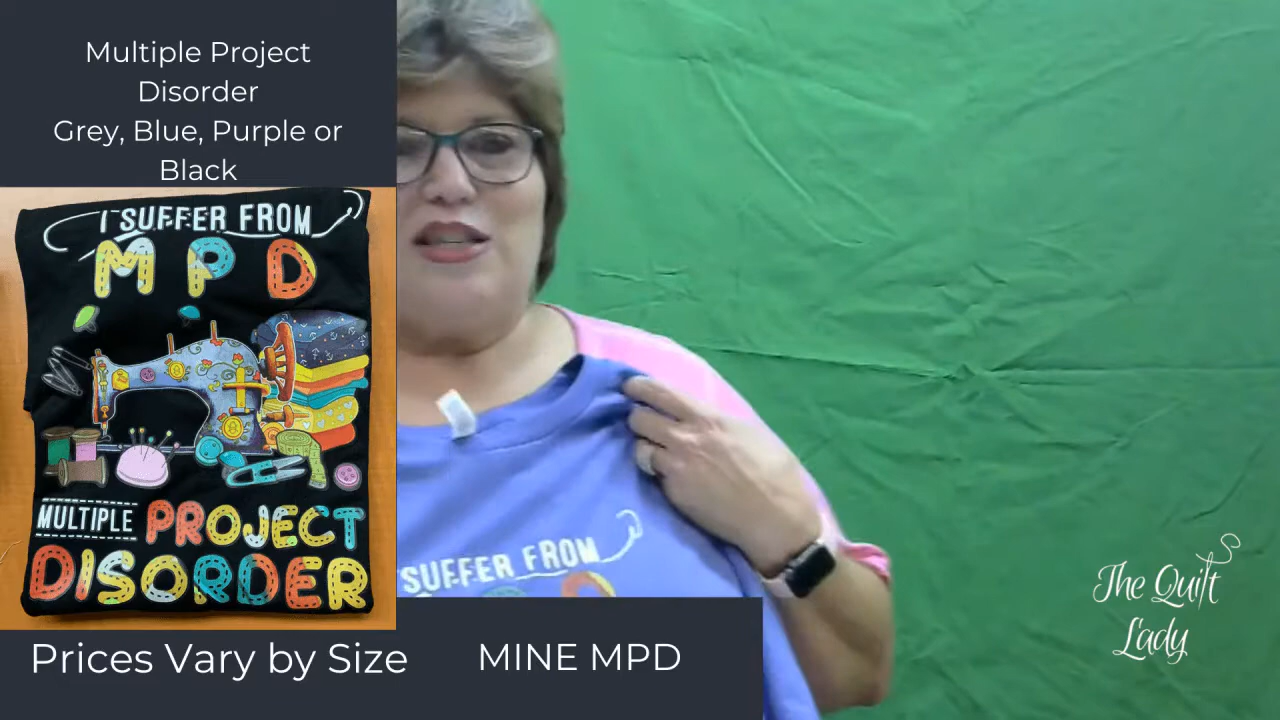 Multiple Project
Disorder
Grey, Blue, Purple or
Black
I SUFFER FROM
M P D
MULTIPLE PROJECT
DISORDER
Prices Vary by Size
MINE MPD
SUFFER FROM
The Quilt
Lady